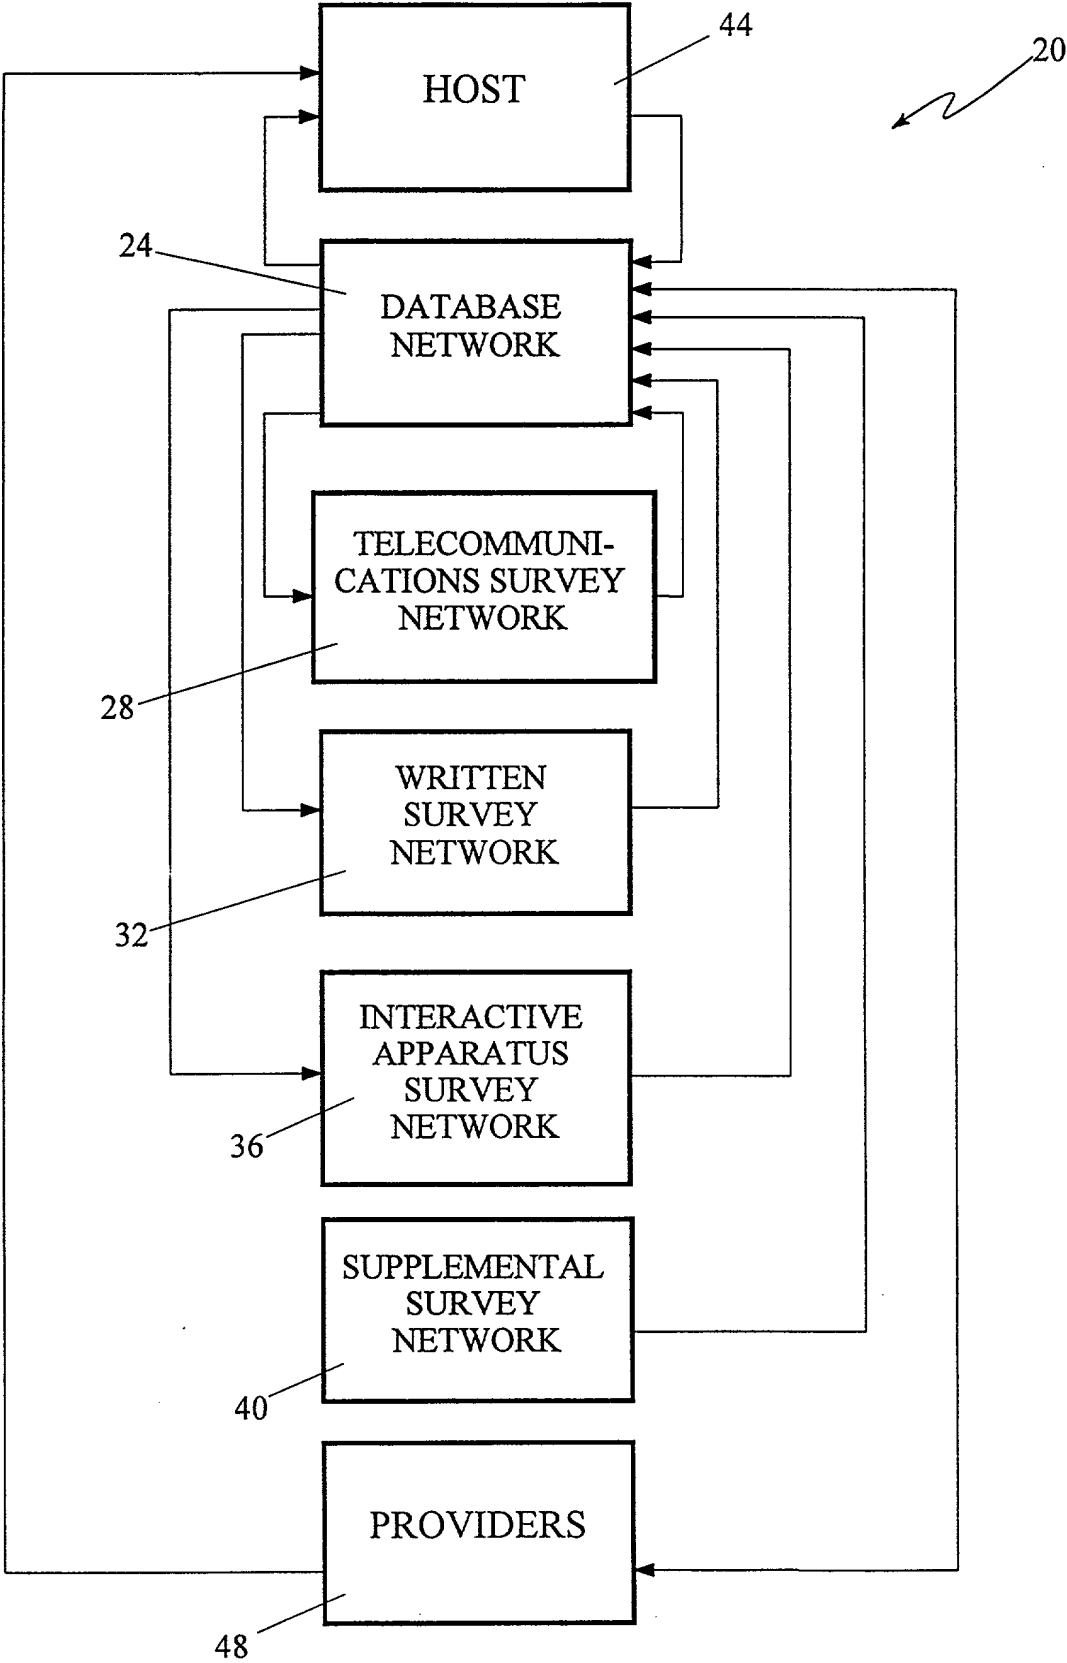 44
20
HOST
24
DATABASE
NETWORK
TELECOMMUNI-
CATIONS SURVEY
NETWORK
28
WRITTEN
SURVEY
NETWORK
32
INTERACTIVE
APPARATUS
SURVEY
NETWORK
36
SUPPLEMENTAL
SURVEY
NETWORK
40
PROVIDERS
48